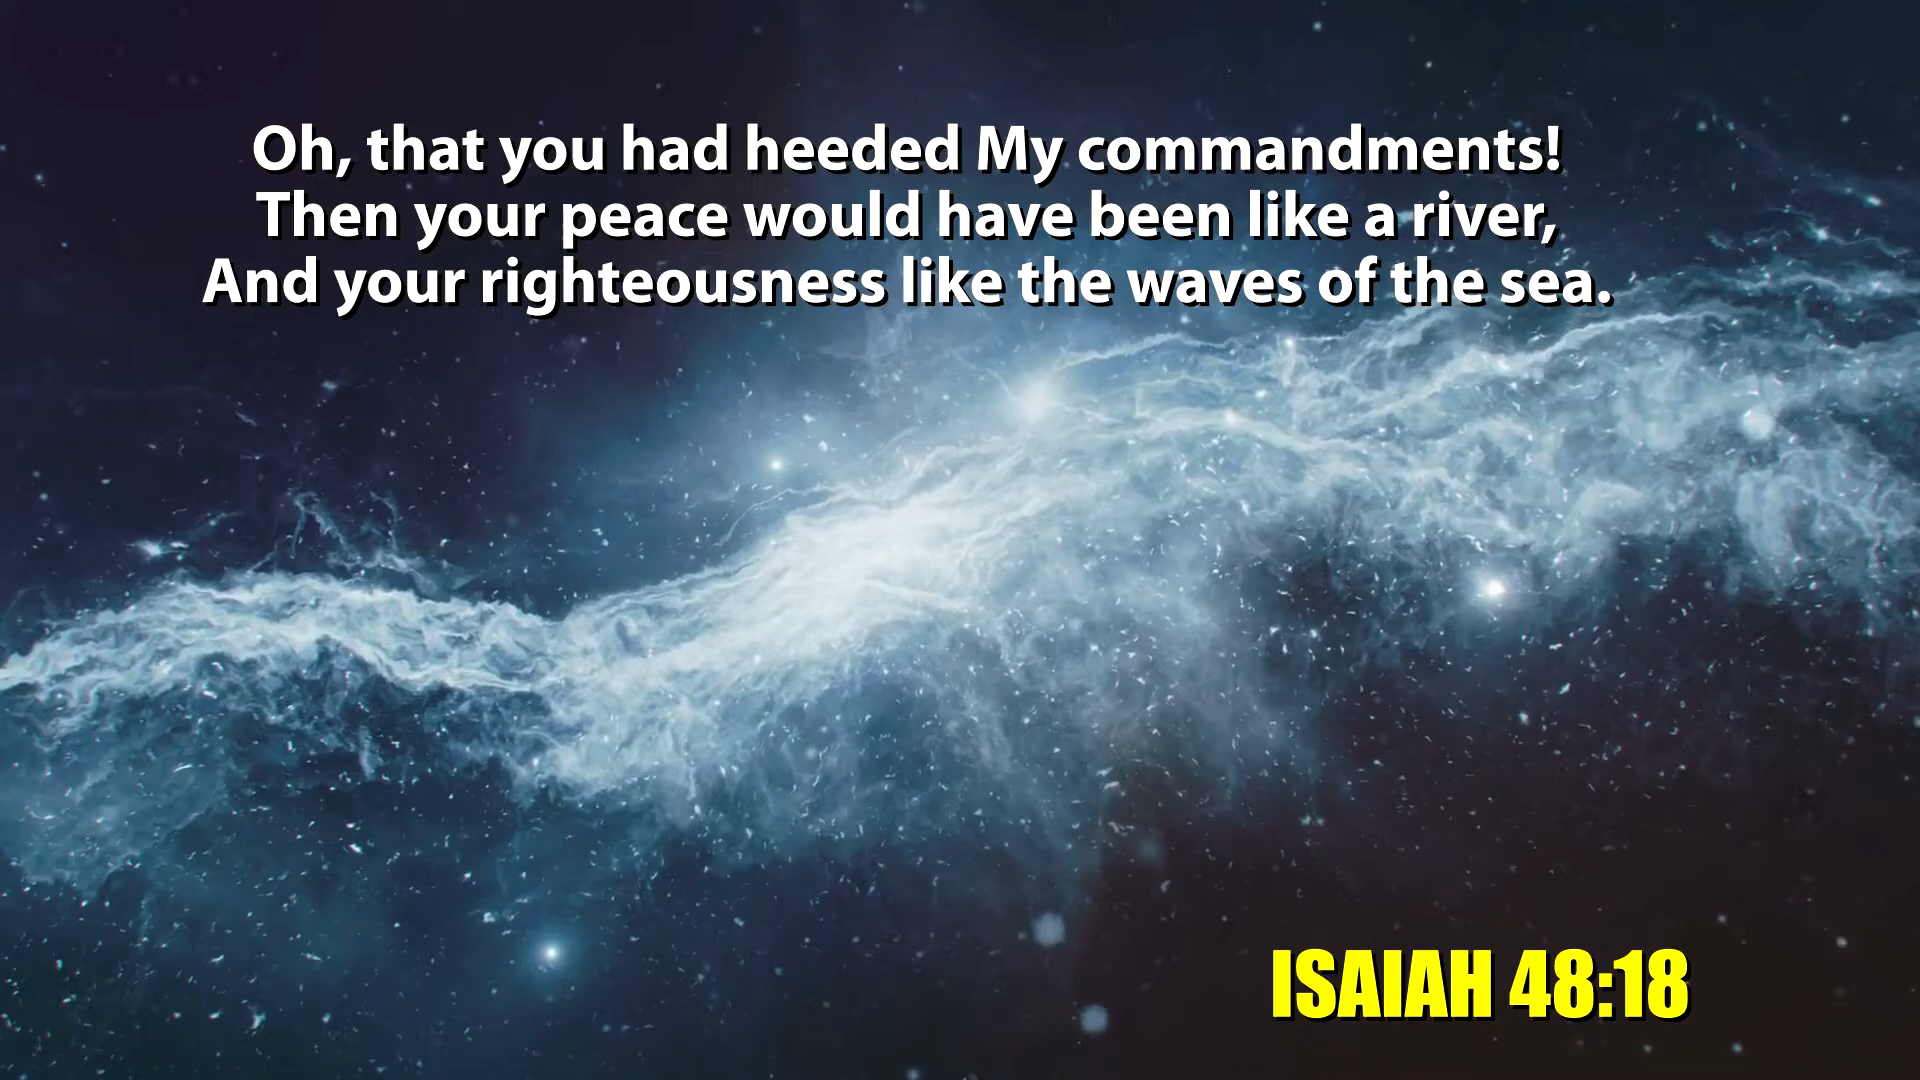 Oh, that you had heeded My commandments!
Then your peace would have been like a river,
And your righteousness like the waves of the sea.
ISAIAH 48:18